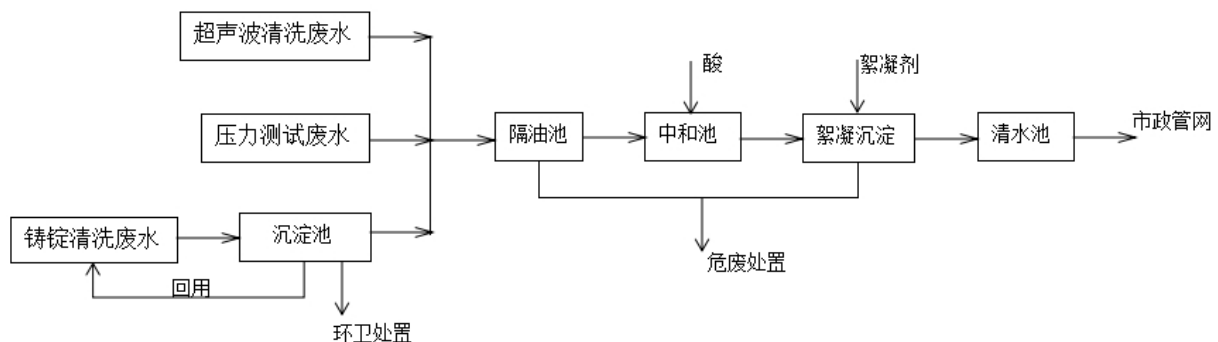 超声波清洗废水
酸
絮凝剂
压力测试废水
隔油池
中和池
絮凝沉淀
清水池
市政管网
铸锭清洗废水
沉淀池
回用
危废处置
环卫处置